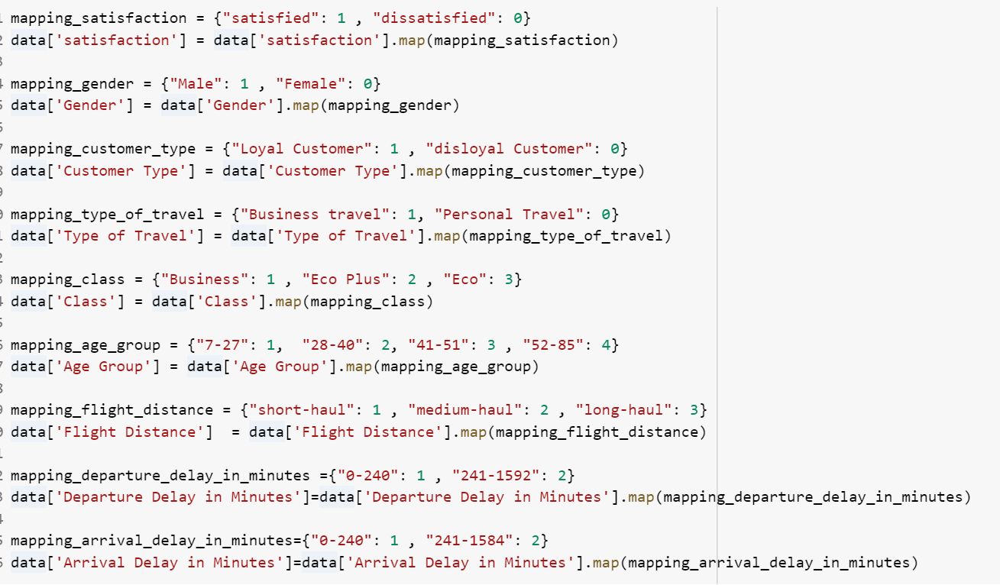 mapping_satisfaction = {"satisfied": 1 , "dissatisfied": 0}
data['satisfaction'] = data['satisfaction'].map(mapping_satisfaction)
mapping_gender = {"Male": 1 , "Female": 0}
data['Gender'] = data['Gender'].map(mapping_gender)
mapping_customer_type = {"Loyal Customer": 1 , "disloyal Customer": 0}
data['Customer Type'] = data['Customer Type'].map(mapping_customer_type)
mapping_type_of_travel = {"Business travel": 1, "Personal Travel": 0}
data['Type of Travel'] = data['Type of Travel'].map(mapping_type_of_travel)
mapping_class = {"Business": 1 , "Eco Plus": 2 , "Eco": 3}
data['Class'] = data['Class'].map(mapping_class)
mapping_age_group = {"7-27": 1,  "28-40": 2, "41-51": 3 , "52-85": 4}
data['Age Group'] = data['Age Group'].map(mapping_age_group)
mapping_flight_distance = {"short-haul": 1 , "medium-haul": 2 , "long-haul": 3}
data['Flight Distance']  = data['Flight Distance'].map(mapping_flight_distance)
mapping_departure_delay_in_minutes ={"0-240": 1 , "241-1592": 2}
data['Departure Delay in Minutes']=data['Departure Delay in Minutes'].map(mapping_departure_delay_in_minutes)
mapping_arrival_delay_in_minutes={"0-240": 1 , "241-1584": 2}
data['Arrival Delay in Minutes']=data['Arrival Delay in Minutes'].map(mapping_arrival_delay_in_minutes)